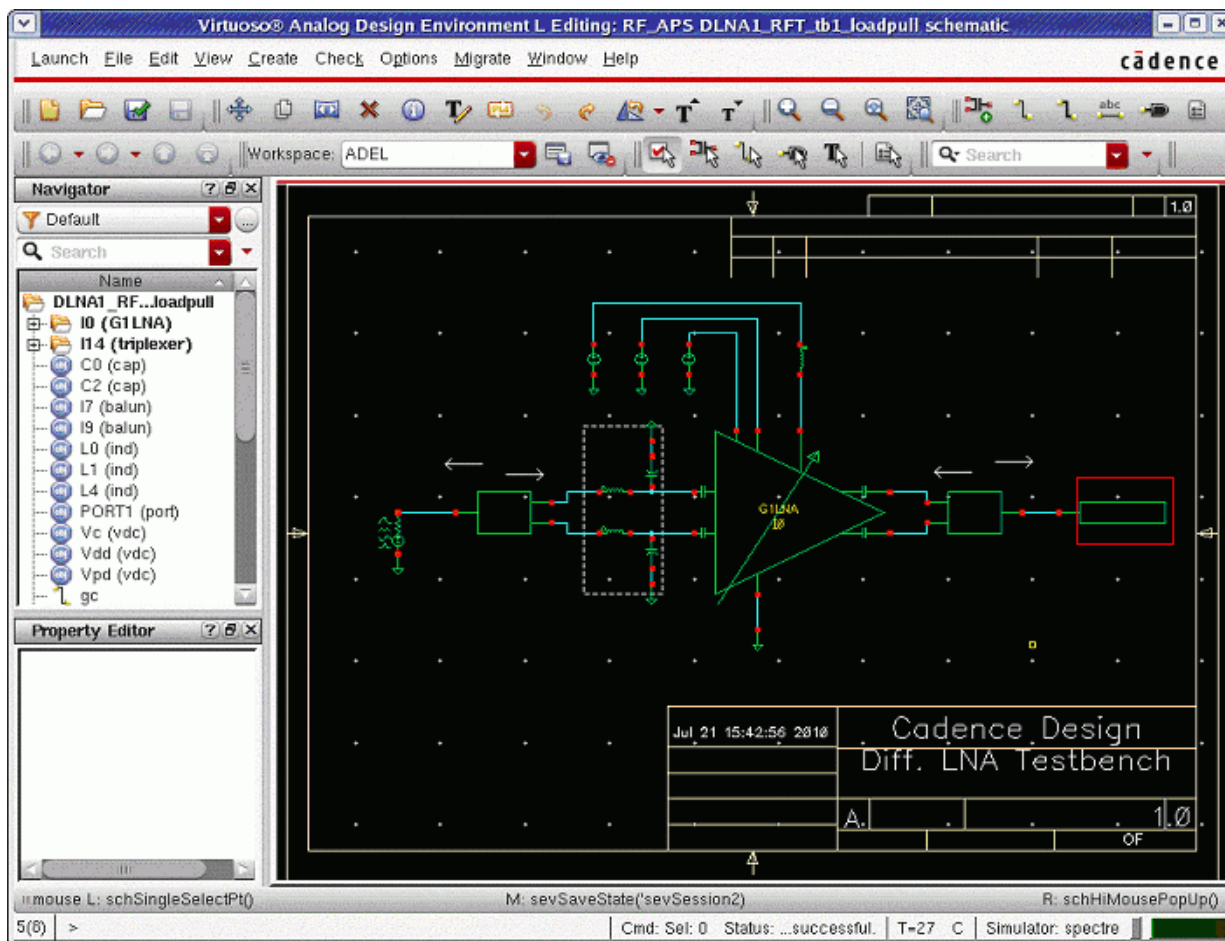 Virtuoso® Analog Design Environment L Editing: RF_APS DLNA1_RFT_tb1_loadpull schematic
Launch File Edit View Create Check Options Migrate Window Help
cādence
abc
Workspace: ADEL
Search
Navigator
Default
Search
Name
DLNA1_RF...loadpull
I0 (G1LNA)
I14 (triplexer)
C0 (cap)
C2 (cap)
I7 (balun)
I9 (balun)
L0 (ind)
L1 (ind)
L4 (ind)
PORT1 (port)
Vc (vdc)
Vdd (vdc)
Vpd (vdc)
gc
Property Editor
1.0
G1LNA
I0
Jul 21 15:42:56 2010
Cadence Design
Diff. LNA Testbench
A.
1.0
OF
mouse L: schSingleSelectPt()
M: sevSaveState('sevSession2)
R: schHiMousePopUp()
5(8) >
Cmd: Sel: 0 Status: ...successful. T=27 C Simulator: spectre